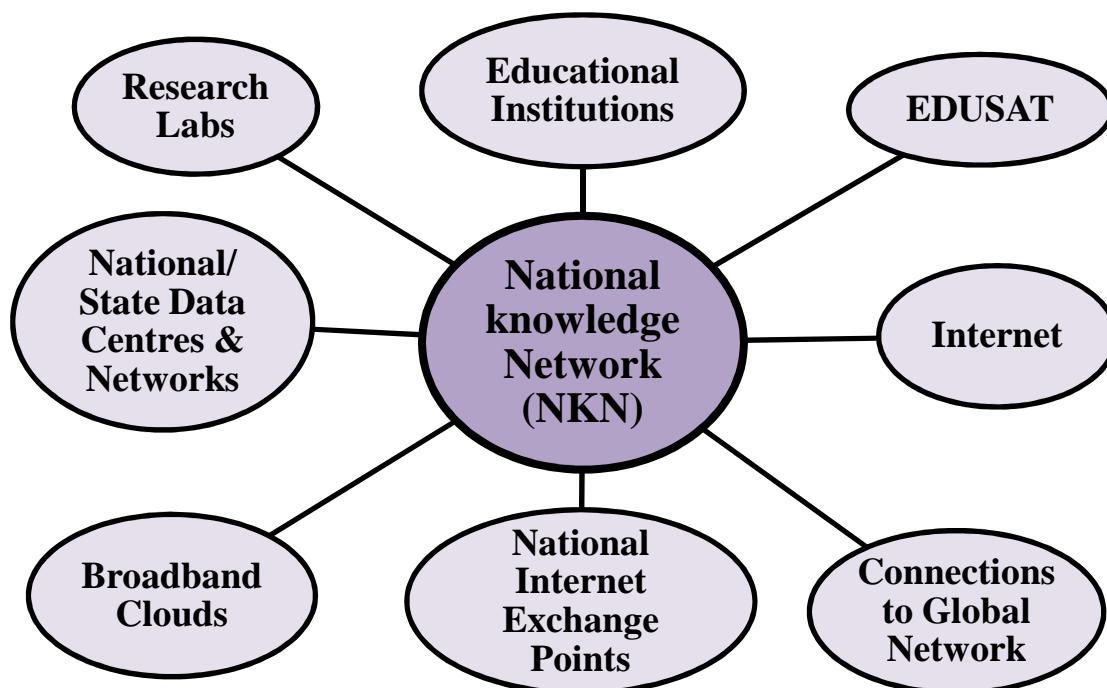 Research
Labs
Educational
Institutions
EDUSAT
National/
State Data
Centres &
Networks
National
knowledge
Network
(NKN)
Internet
Broadband
Clouds
National
Internet
Exchange
Points
Connections
to Global
Network